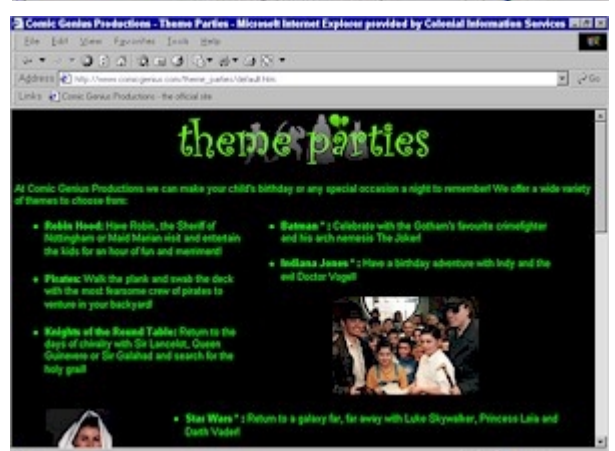 Comic Genius Productions - Theme Parties - Microsoft Internet Explorer provided by Colonial Information Services
File Edit View Favorites Tools Help
Address http://www.comicgenius.com/theme_parties/default.htm Go
Links Comic Genius Productions - the official site
theme parties
At Comic Genius Productions we can make your child's birthday or any special occasion a night to remember! We offer a wide variety
of themes to choose from:
Robin Hood: Have Robin, the Sheriff of
Nottingham or Maid Marian visit and entertain
the kids for an hour of fun and merriment!
Pirates: Walk the plank and swab the deck
with the most fearsome crew of pirates to
venture in your backyard!
Knights of the Round Table: Return to the
days of chivalry with Sir Lancelot, Queen
Guinevere or Sir Galahad and search for the
holy grail!
Batman * : Celebrate with the Gotham's favourite crimefighter
and his arch nemesis The Joker!
Indiana Jones * : Have a birthday adventure with Indy and the
evil Doctor Vogel!
Star Wars * : Return to a galaxy far, far away with Luke Skywalker, Princess Leia and
Darth Vader!